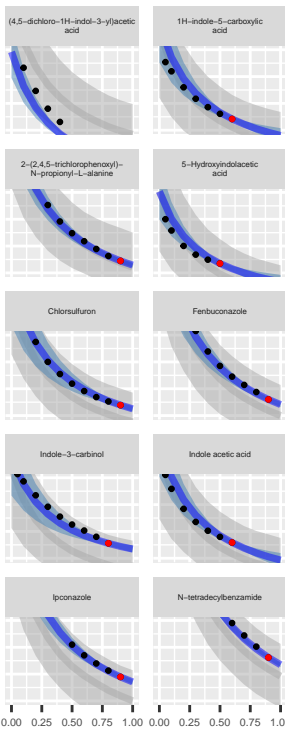 (4,5−dichloro−1H−indol−3−yl)acetic
acid
1H−indole−5−carboxylic
acid
2−(2,4,5−trichlorophenoxyl)−
N−propionyl−L−alanine
5−Hydroxyindolacetic
acid
Chlorsulfuron
Fenbuconazole
Indole−3−carbinol
Indole acetic acid
Ipconazole
N−tetradecylbenzamide
0.00 0.25 0.50 0.75 1.00 0.00 0.25 0.50 0.75 1.0